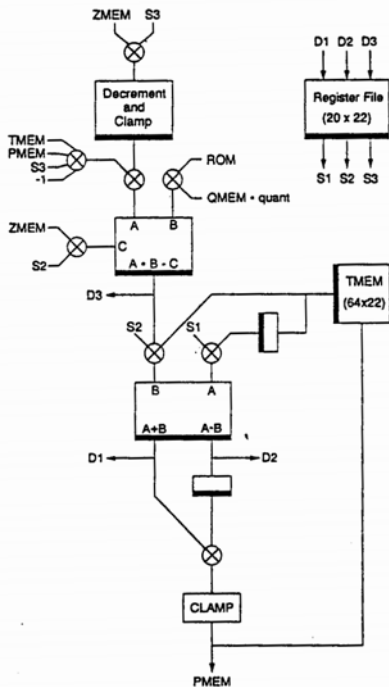 ZMEM S3
Decrement
and
Clamp
D1 D2 D3
Register File
(20 x 22)
S1 S2 S3
TMEM
PMEM
S3
-1
ROM
QMEM • quant
A B
ZMEM
C
S2
A • B - C
D3
S2 S1
TMEM
(64x22)
B A
A+B A-B
D1 D2
CLAMP
PMEM